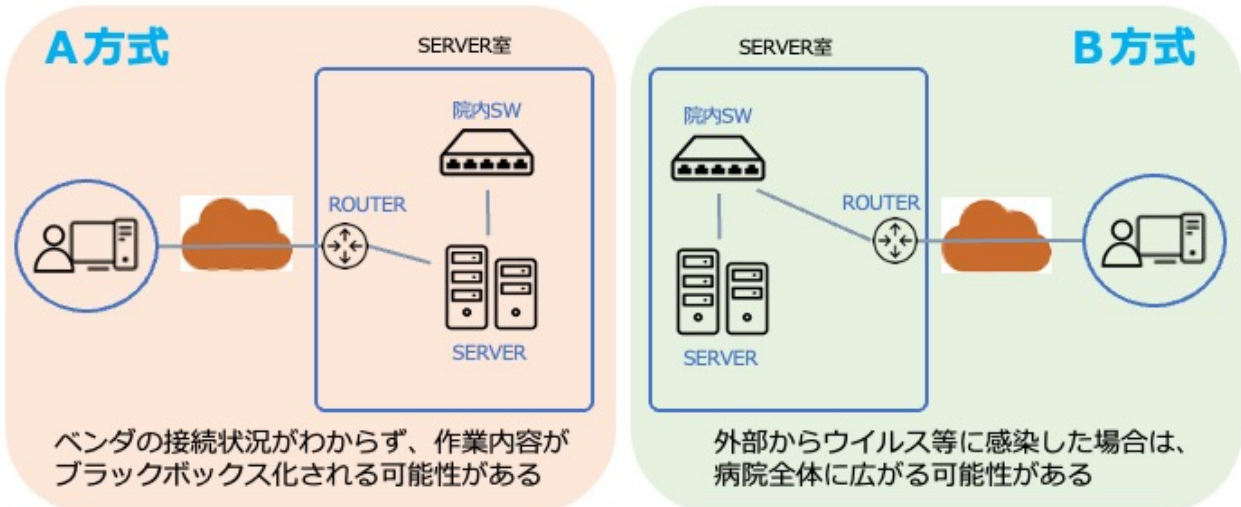 A方式
SERVER室
院内SW
ROUTER
SERVER
ベンダの接続状況がわからず、作業内容が
ブラックボックス化される可能性がある
SERVER室
B方式
院内SW
ROUTER
SERVER
外部からウイルス等に感染した場合は、
病院全体に広がる可能性がある